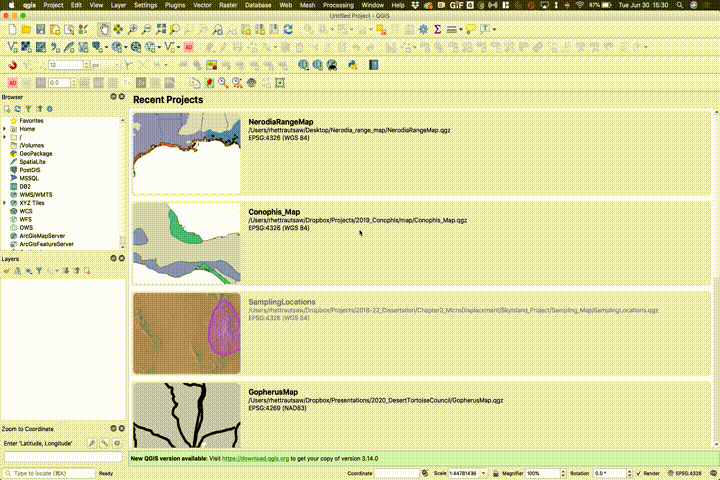 qgis Project Edit View Layer Settings Plugins Vector Raster Database Web Mesh Processing Window Help GIF 87% Tue Jun 30 15:30
Untitled Project — QGIS
12 px
0.0
Browser
Recent Projects
Favorites
Home
/
/Volumes
GeoPackage
SpatiaLite
PostGIS
MSSQL
DB2
WMS/WMTS
XYZ Tiles
WCS
WFS
OWS
ArcGisMapServer
ArcGisFeatureServer
NerodiaRangeMap
/Users/rhettrautsaw/Desktop/Nerodia_range_map/NerodiaRangeMap.qgz
EPSG:4326 (WGS 84)
Conophis_Map
/Users/rhettrautsaw/Dropbox/Projects/2019_Conophis/map/Conophis_Map.qgz
EPSG:4326 (WGS 84)
Layers
SamplingLocations
/Users/rhettrautsaw/Dropbox/Projects/2018-22_Dissertation/Chapter3_MicroDisplacement/SkyIsland_Project/Sampling_Map/SamplingLocations.qgz
EPSG:4326 (WGS 84)
GopherusMap
/Users/rhettrautsaw/Dropbox/Presentations/2020_DesertTortoiseCouncil/GopherusMap.qgz
EPSG:4269 (NAD83)
Zoom to Coordinate
Enter 'Latitude, Longitude'
New QGIS version available: Visit https://download.qgis.org to get your copy of version 3.14.0
Type to locate (⌘K) Ready Coordinate Scale 1:44781436 Magnifier 100% Rotation 0.0 ° Render EPSG:4326